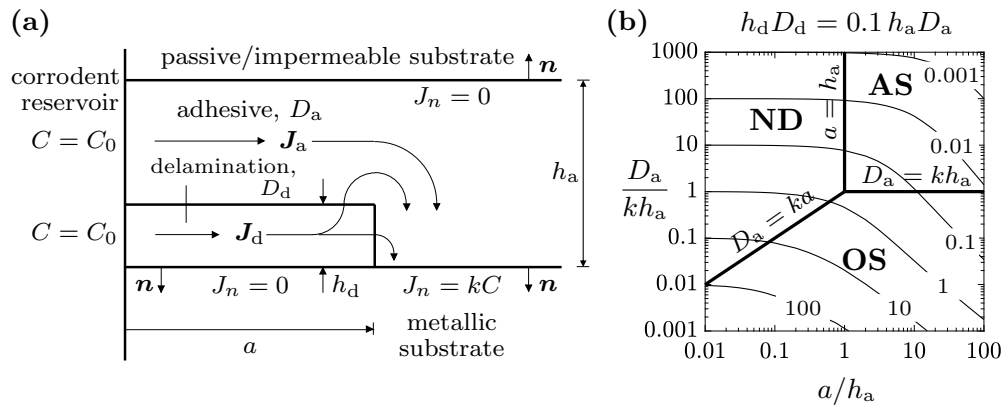 (a)
passive/impermeable substrate
n
corrodent
reservoir
J_n = 0
adhesive, D_a
C = C_0
J_a
delamination,
D_d
h_a
C = C_0
J_d
n
J_n = 0
h_d
J_n = kC
n
a
metallic
substrate
(b)
h_d D_d = 0.1 h_a D_a
D_a
kh_a
1000
100
10
1
0.1
0.01
0.001
ND
AS
OS
a = h_a
D_a = kh_a
D_a = ka
0.001
0.01
0.1
1
10
100
0.01
0.1
1
10
100
a/h_a